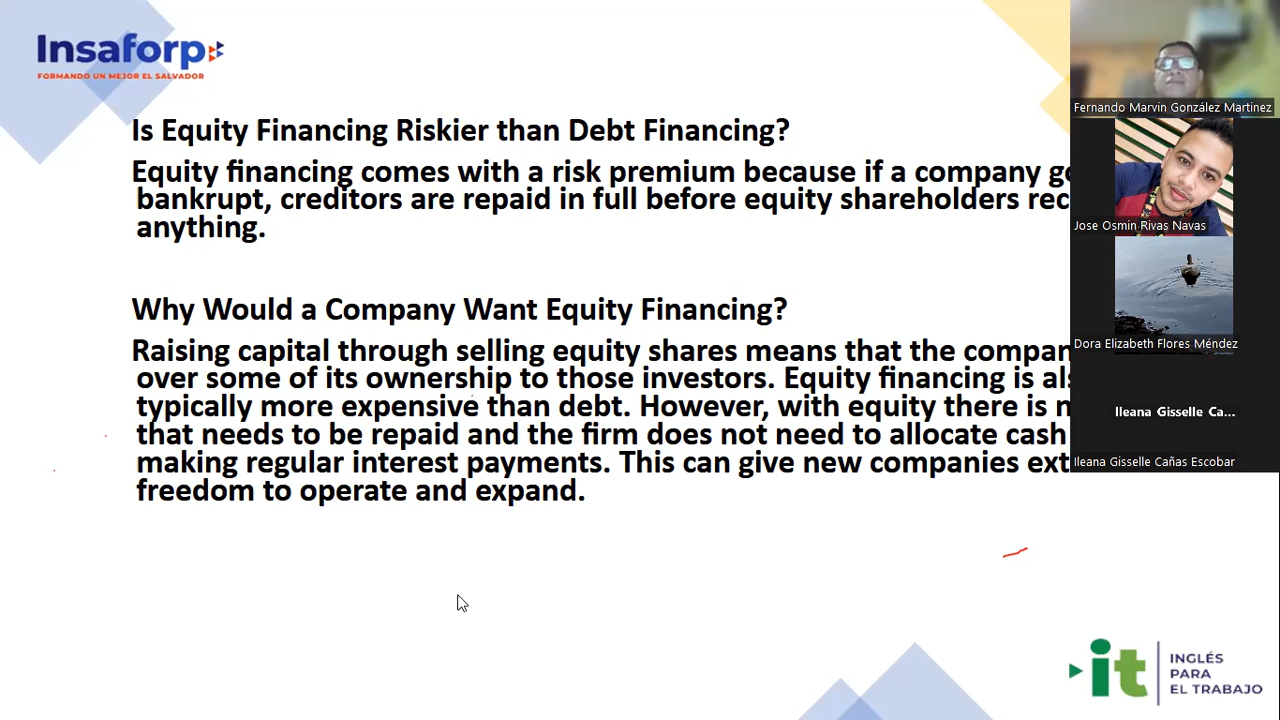 Insaforp
FORMANDO UN MEJOR EL SALVADOR
Is Equity Financing Riskier than Debt Financing?
Equity financing comes with a risk premium because if a company
bankrupt, creditors are repaid in full before equity shareholders
anything.
Why Would a Company Want Equity Financing?
Raising capital through selling equity shares means that the
over some of its ownership to those investors. Equity financing is
typically more expensive than debt. However, with equity there is
that needs to be repaid and the firm does not need to allocate cash
making regular interest payments. This can give new companies
freedom to operate and expand.
Fernando Marvin González Martinez
Jose Osmin Rivas Navas
Dora Elizabeth Flores Méndez
Ileana Gisselle Ca...
Ileana Gisselle Cañas Escobar
it
INGLÉS
PARA
EL TRABAJO